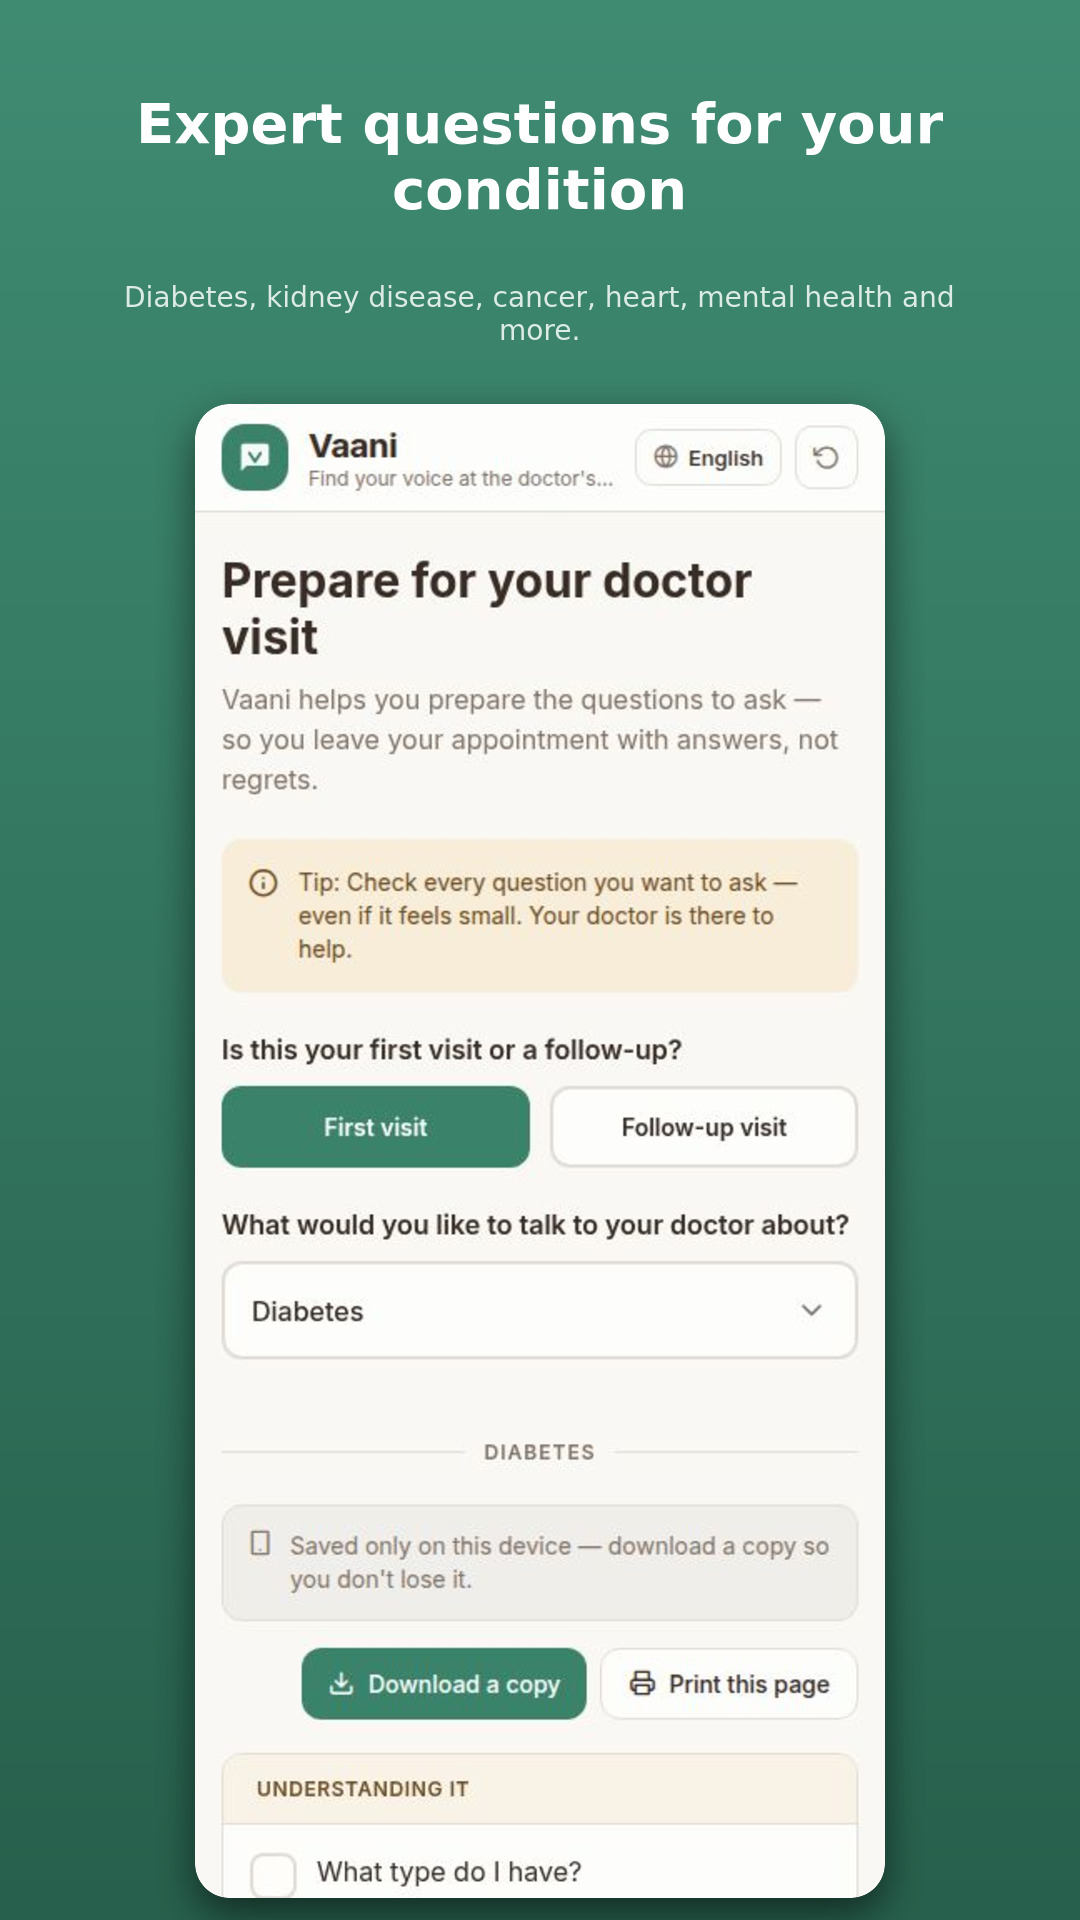 Expert questions for your
condition
Diabetes, kidney disease, cancer, heart, mental health and
more.
Vaani
Find your voice at the doctor's...
English
Prepare for your doctor
visit
Vaani helps you prepare the questions to ask —
so you leave your appointment with answers, not
regrets.
Tip: Check every question you want to ask —
even if it feels small. Your doctor is there to
help.
Is this your first visit or a follow-up?
First visit
Follow-up visit
What would you like to talk to your doctor about?
Diabetes
DIABETES
Saved only on this device — download a copy so
you don't lose it.
Download a copy
Print this page
UNDERSTANDING IT
What type do I have?